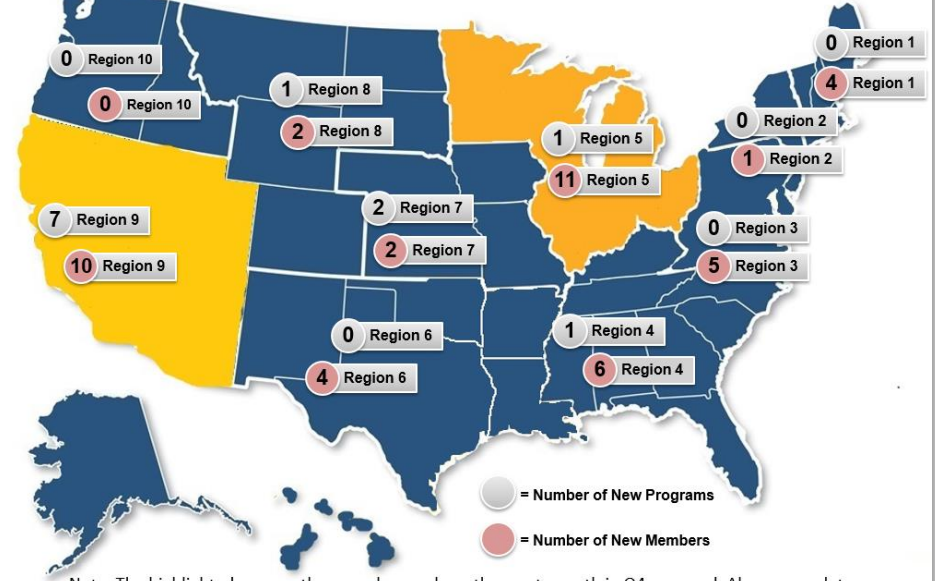 0 Region 1
0 Region 10
4 Region 1
1 Region 8
0 Region 10
0 Region 2
2 Region 8
1 Region 5
1 Region 2
11 Region 5
2 Region 7
7 Region 9
0 Region 3
2 Region 7
10 Region 9
5 Region 3
1 Region 4
0 Region 6
6 Region 4
4 Region 6
= Number of New Programs
= Number of New Members